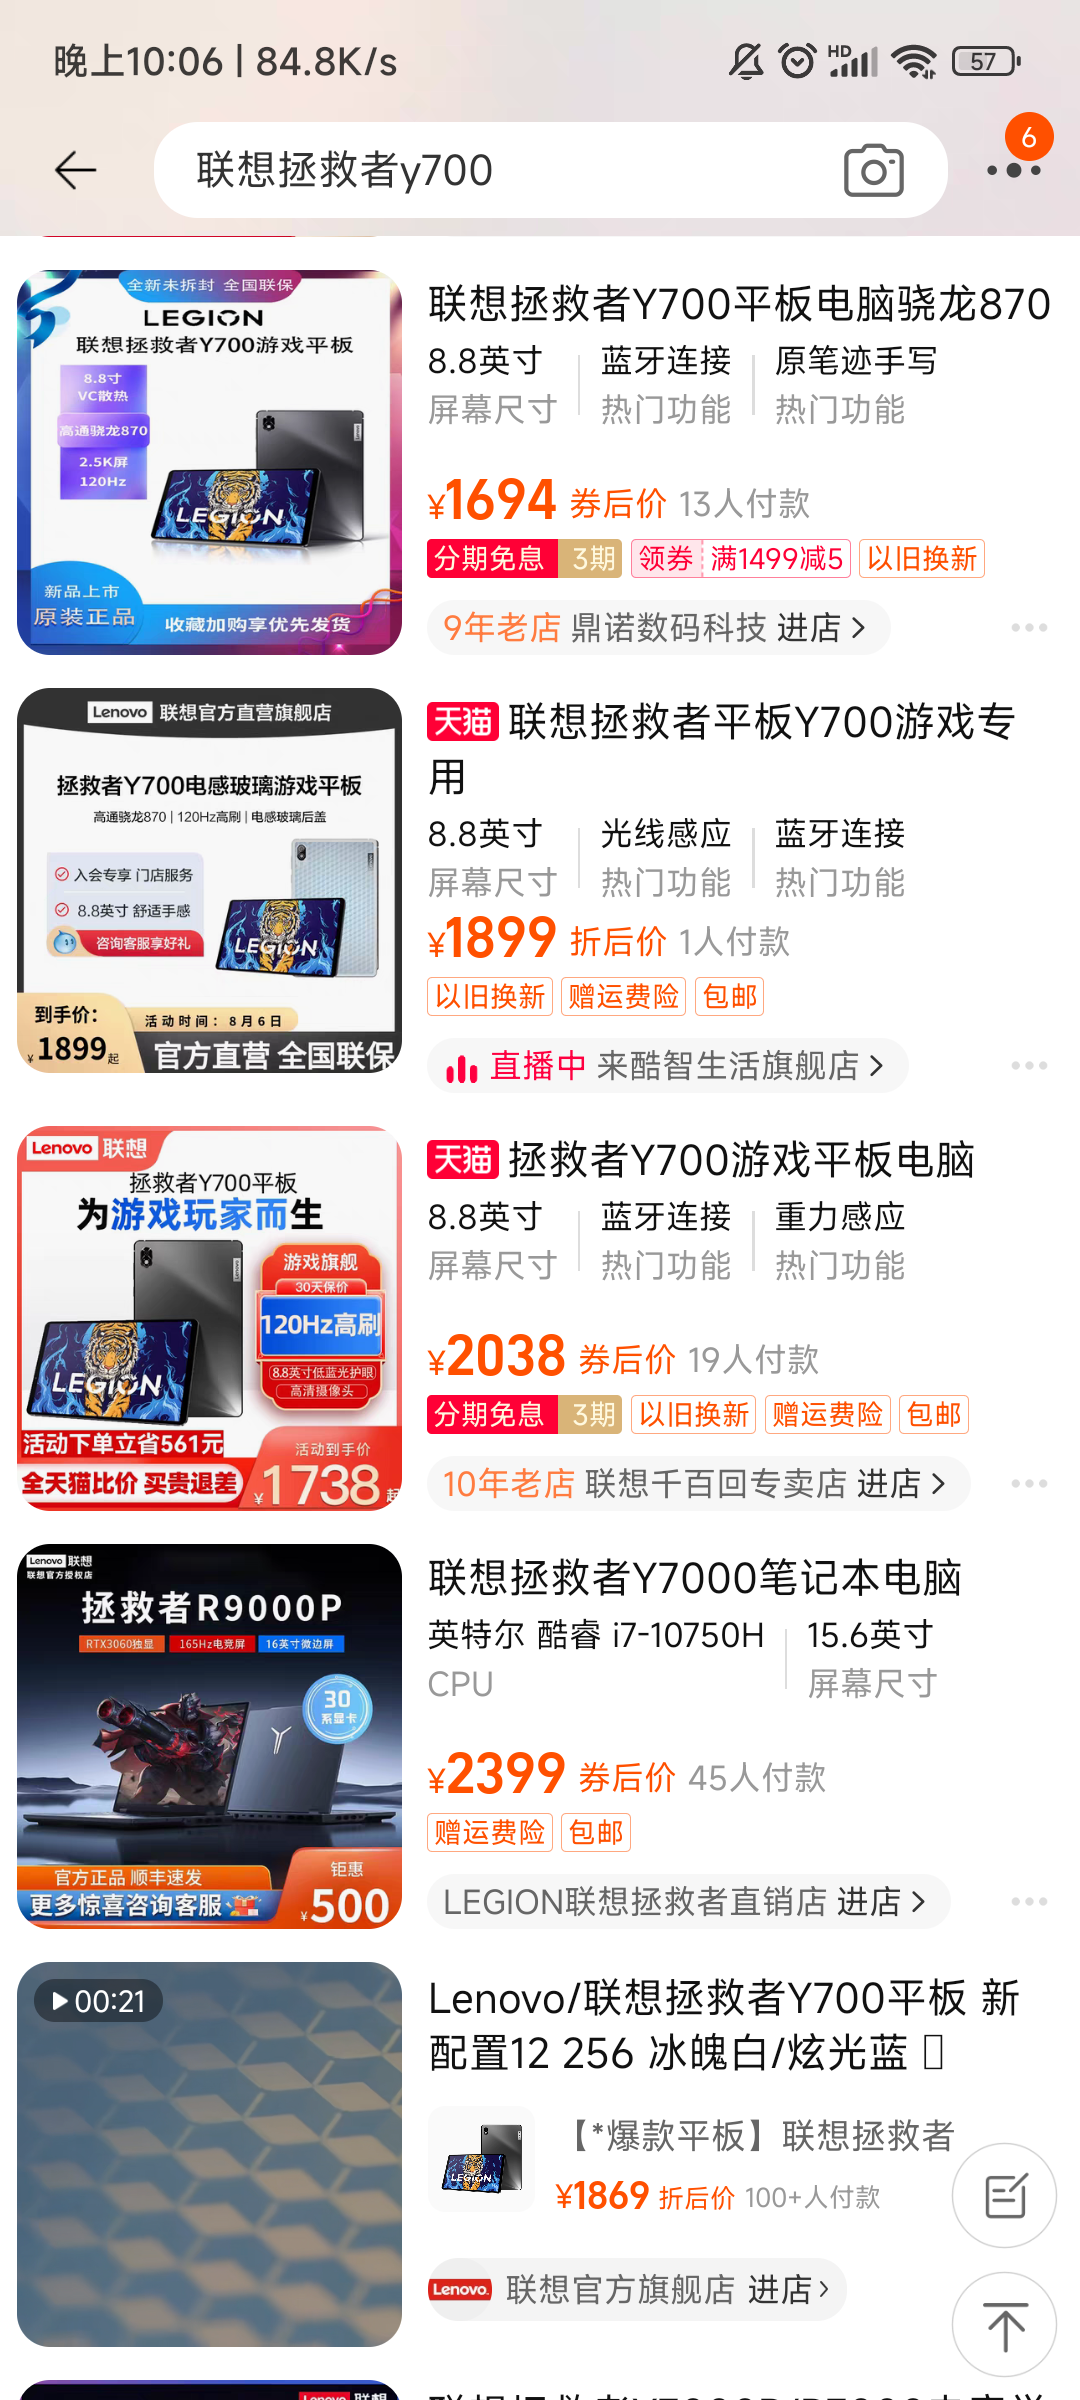 晚上10:06 | 84.8K/s
HD
57
联想拯救者y700
6
全新未拆封 全国联保
LEGION
联想拯救者Y700游戏平板
8.8寸
VC散热
高通骁龙870
2.5K屏
120Hz
LEGION
新品上市
原装正品
收藏加购享优先发货
联想拯救者Y700平板电脑骁龙870
8.8英寸 蓝牙连接 原笔迹手写
屏幕尺寸 热门功能 热门功能
¥1694 券后价 13人付款
分期免息 3期 领券 满1499减5 以旧换新
9年老店 鼎诺数码科技 进店
Lenovo 联想官方直营旗舰店
拯救者Y700电感玻璃游戏平板
高通骁龙870 | 120Hz高刷 | 电感玻璃后盖
入会专享 门店服务
8.8英寸 舒适手感
咨询客服享好礼
LEGION
到手价:
¥1899起
活动时间：8月6日
官方直营 全国联保
天猫 联想拯救者平板Y700游戏专
用
8.8英寸 光线感应 蓝牙连接
屏幕尺寸 热门功能 热门功能
¥1899 折后价 1人付款
以旧换新 赠运费险 包邮
直播中 来酷智生活旗舰店
Lenovo 联想
拯救者Y700平板
为游戏玩家而生
游戏旗舰
30天保价
120Hz高刷
8.8英寸低蓝光护眼
高清摄像头
Lenovo
LEGION
活动下单立省561元
全天猫比价 买贵退差
活动到手价
¥1738起
天猫 拯救者Y700游戏平板电脑
8.8英寸 蓝牙连接 重力感应
屏幕尺寸 热门功能 热门功能
¥2038 券后价 19人付款
分期免息 3期 以旧换新 赠运费险 包邮
10年老店 联想千百回专卖店 进店
Lenovo 联想
联想官方授权店
拯救者R9000P
RTX3060独显 165Hz电竞屏 16英寸微边屏
30
系显卡
官方正品 顺丰速发
更多惊喜咨询客服
钜惠
¥500
联想拯救者Y7000笔记本电脑
英特尔 酷睿 i7-10750H 15.6英寸
CPU 屏幕尺寸
¥2399 券后价 45人付款
赠运费险 包邮
LEGION联想拯救者直销店 进店
00:21
Lenovo/联想拯救者Y700平板 新
配置12 256 冰魄白/炫光蓝
LEGION
【*爆款平板】联想拯救者
¥1869 折后价 100+人付款
Lenovo. 联想官方旗舰店 进店
Lenovo 联想